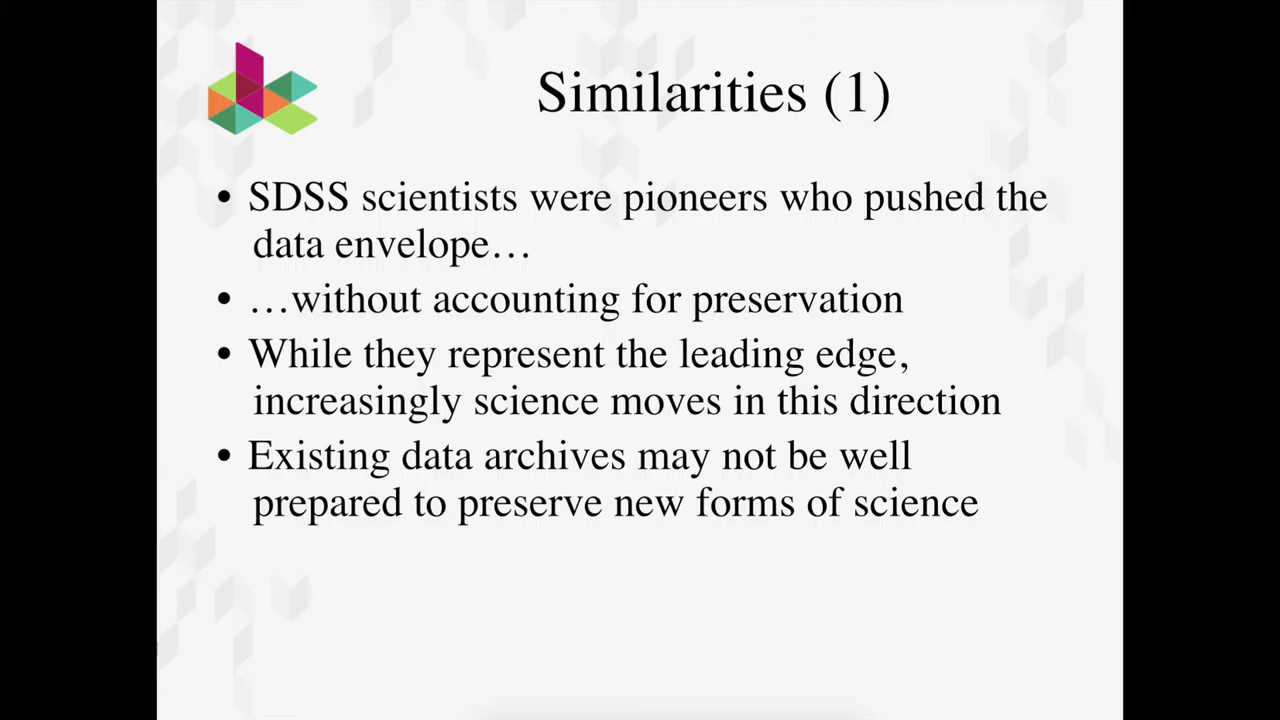 Similarities (1)
• SDSS scientists were pioneers who pushed the
data envelope…
• …without accounting for preservation
• While they represent the leading edge,
increasingly science moves in this direction
• Existing data archives may not be well
prepared to preserve new forms of science